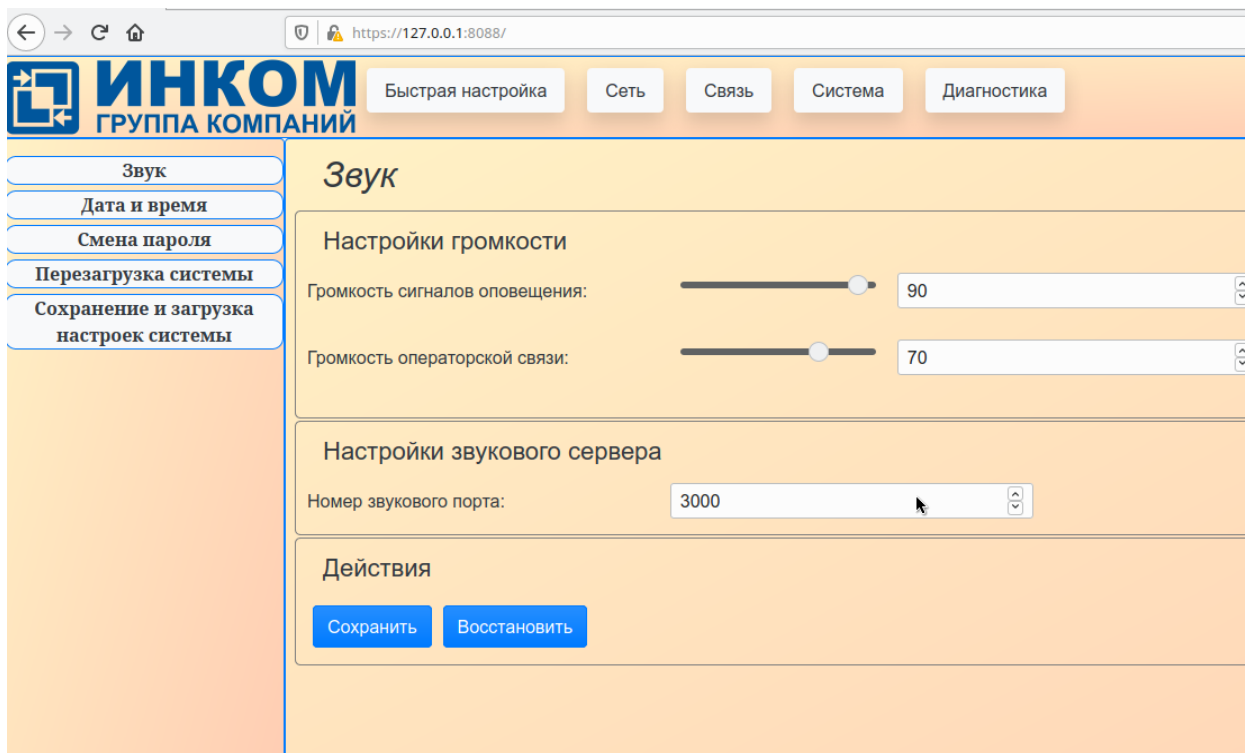 https://127.0.0.1:8088/
ИНКОМ
ГРУППА КОМПАНИЙ
Быстрая настройка
Сеть
Связь
Система
Диагностика
Звук
Дата и время
Смена пароля
Перезагрузка системы
Сохранение и загрузка
настроек системы
Звук
Настройки громкости
Громкость сигналов оповещения:
90
Громкость операторской связи:
70
Настройки звукового сервера
Номер звукового порта:
3000
Действия
Сохранить
Восстановить